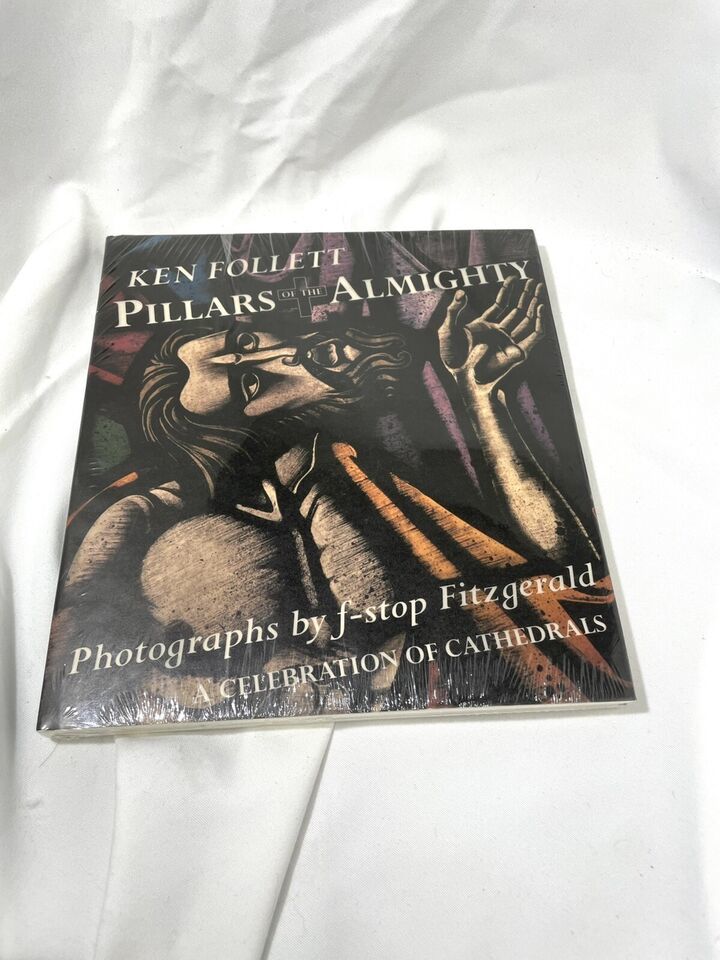 KEN FOLLETT
PILLARS OF THE ALMIGHTY
Photographs by f-stop Fitzgerald
A CELEBRATION OF CATHEDRALS